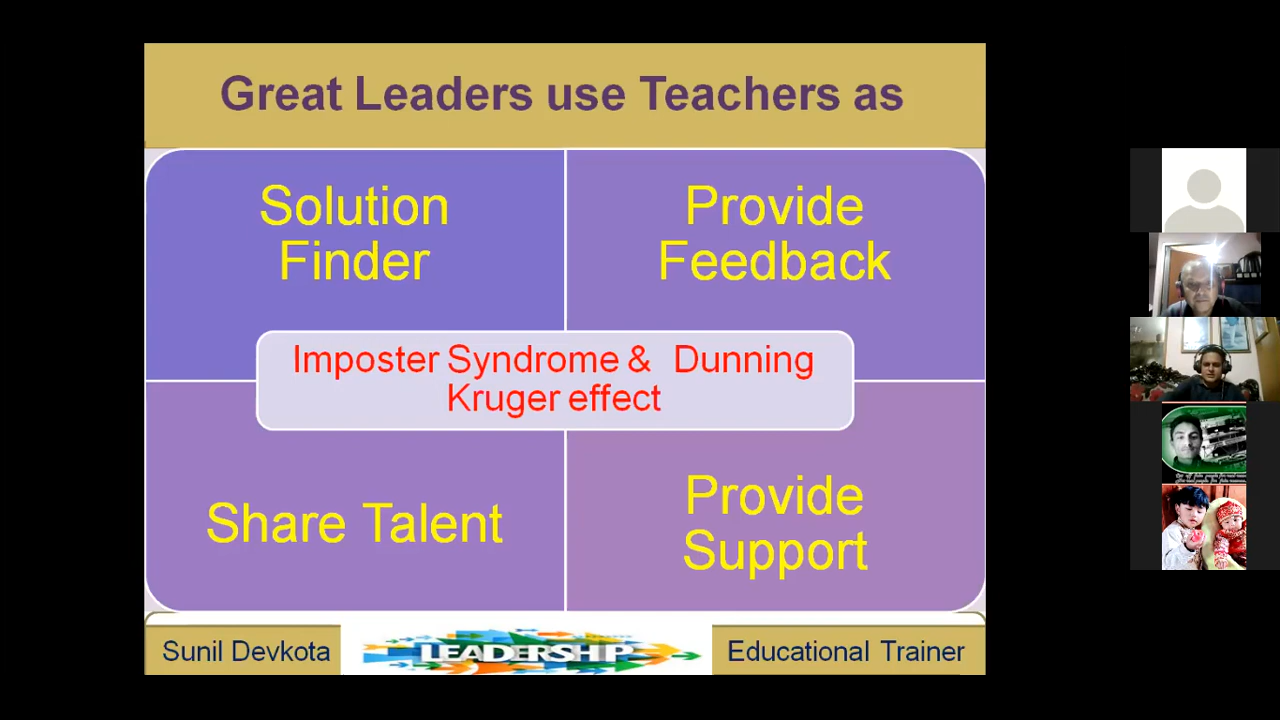 Great Leaders use Teachers as
Solution
Finder
Provide
Feedback
Imposter Syndrome & Dunning
Kruger effect
Share Talent
Provide
Support
Sunil Devkota
LEADERSHIP
Educational Trainer